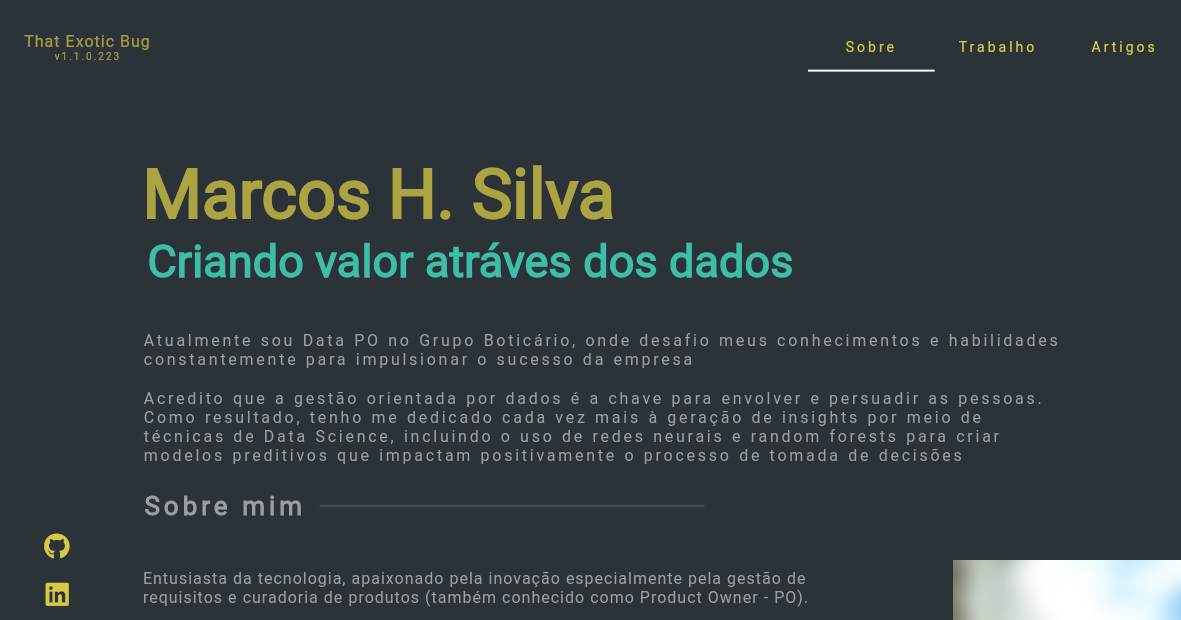 That Exotic Bug
v1.1.0.223
Sobre
Trabalho
Artigos
Marcos H. Silva
Criando valor atráves dos dados
Atualmente sou Data PO no Grupo Boticário, onde desafio meus conhecimentos e habilidades
constantemente para impulsionar o sucesso da empresa
Acredito que a gestão orientada por dados é a chave para envolver e persuadir as pessoas.
Como resultado, tenho me dedicado cada vez mais à geração de insights por meio de
técnicas de Data Science, incluindo o uso de redes neurais e random forests para criar
modelos preditivos que impactam positivamente o processo de tomada de decisões
Sobre mim
Entusiasta da tecnologia, apaixonado pela inovação especialmente pela gestão de
requisitos e curadoria de produtos (também conhecido como Product Owner - PO).